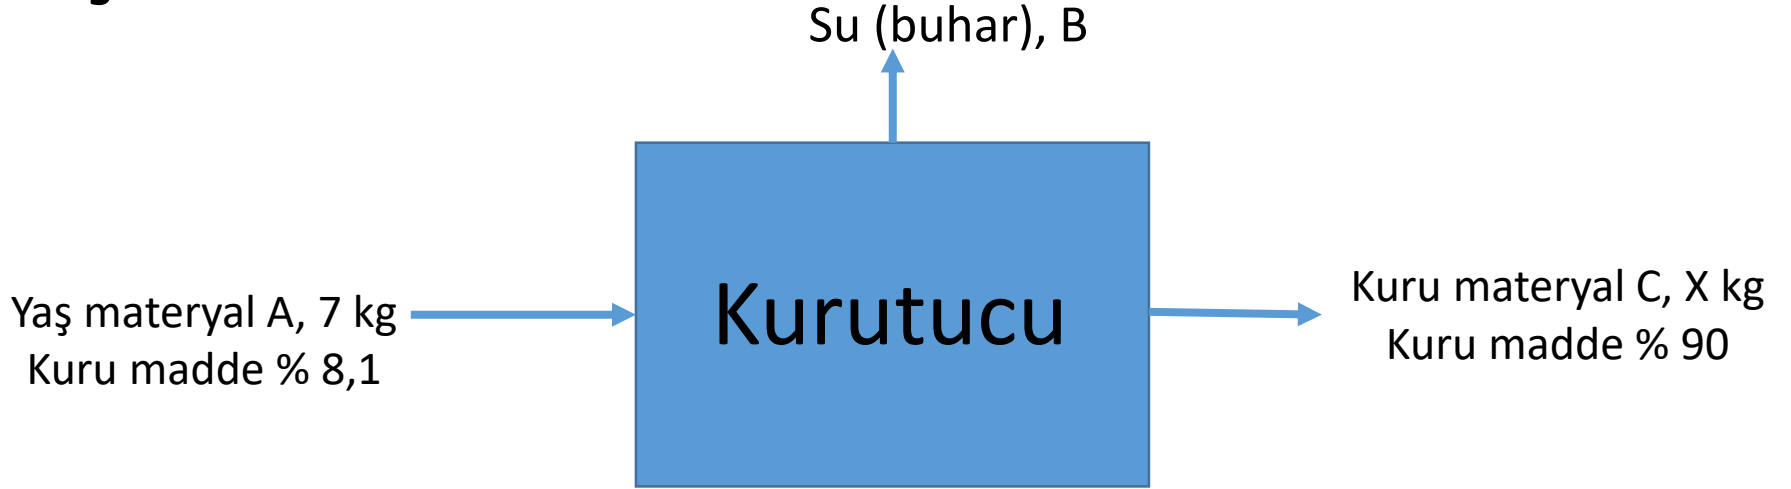 Su (buhar), B
Yaş materyal A, 7 kg
Kuru madde % 8,1
Kurutucu
Kuru materyal C, X kg
Kuru madde % 90